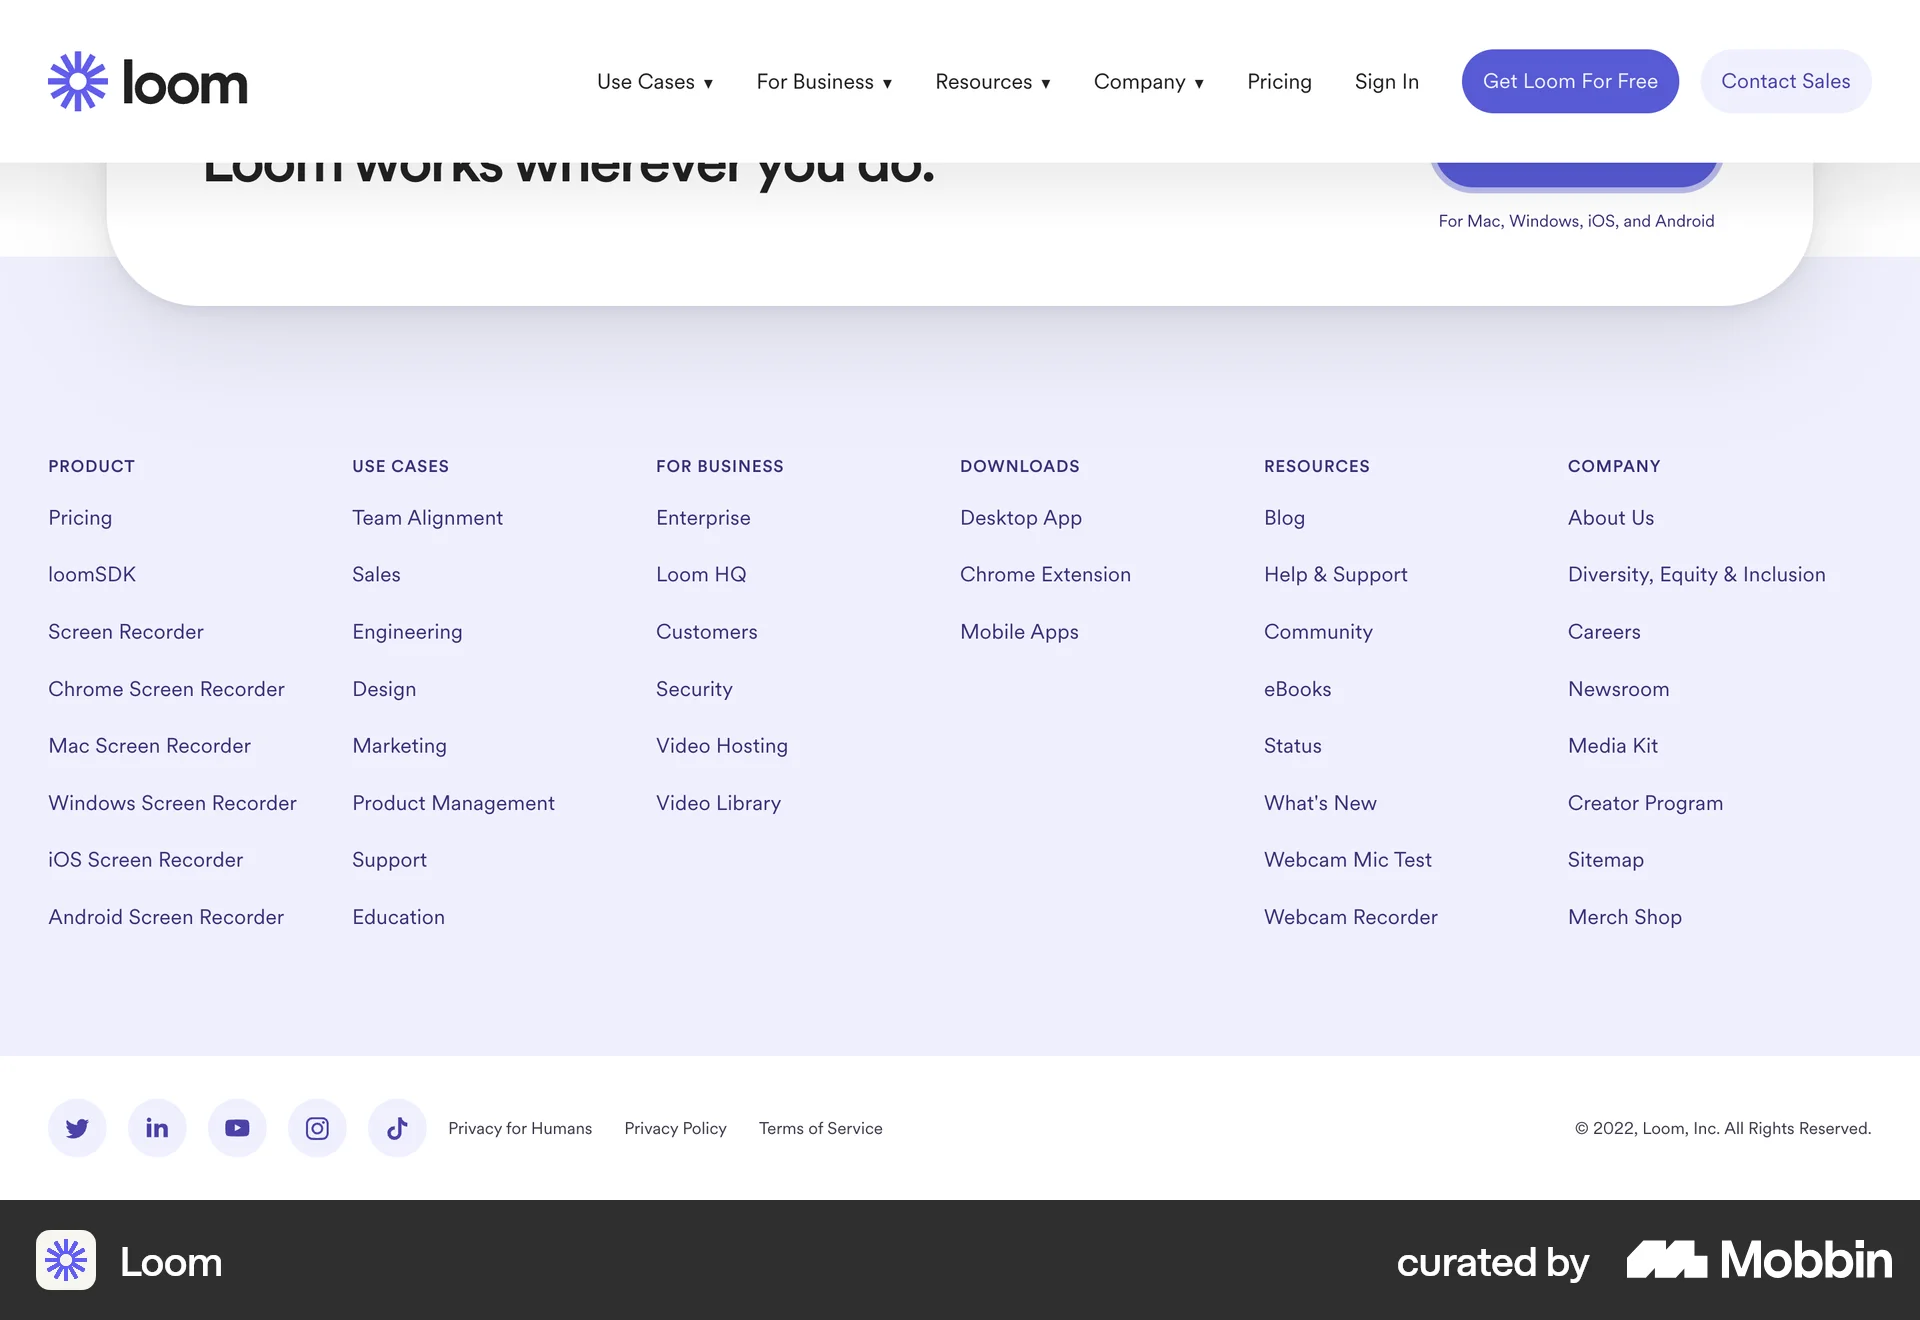 loom
Use Cases ▾ For Business ▾ Resources ▾ Company ▾ Pricing Sign In Get Loom For Free Contact Sales
Loom works wherever you do.
For Mac, Windows, iOS, and Android
PRODUCT
Pricing
loomSDK
Screen Recorder
Chrome Screen Recorder
Mac Screen Recorder
Windows Screen Recorder
iOS Screen Recorder
Android Screen Recorder
USE CASES
Team Alignment
Sales
Engineering
Design
Marketing
Product Management
Support
Education
FOR BUSINESS
Enterprise
Loom HQ
Customers
Security
Video Hosting
Video Library
DOWNLOADS
Desktop App
Chrome Extension
Mobile Apps
RESOURCES
Blog
Help & Support
Community
eBooks
Status
What's New
Webcam Mic Test
Webcam Recorder
COMPANY
About Us
Diversity, Equity & Inclusion
Careers
Newsroom
Media Kit
Creator Program
Sitemap
Merch Shop
Privacy for Humans Privacy Policy Terms of Service
© 2022, Loom, Inc. All Rights Reserved.
Loom
curated by Mobbin